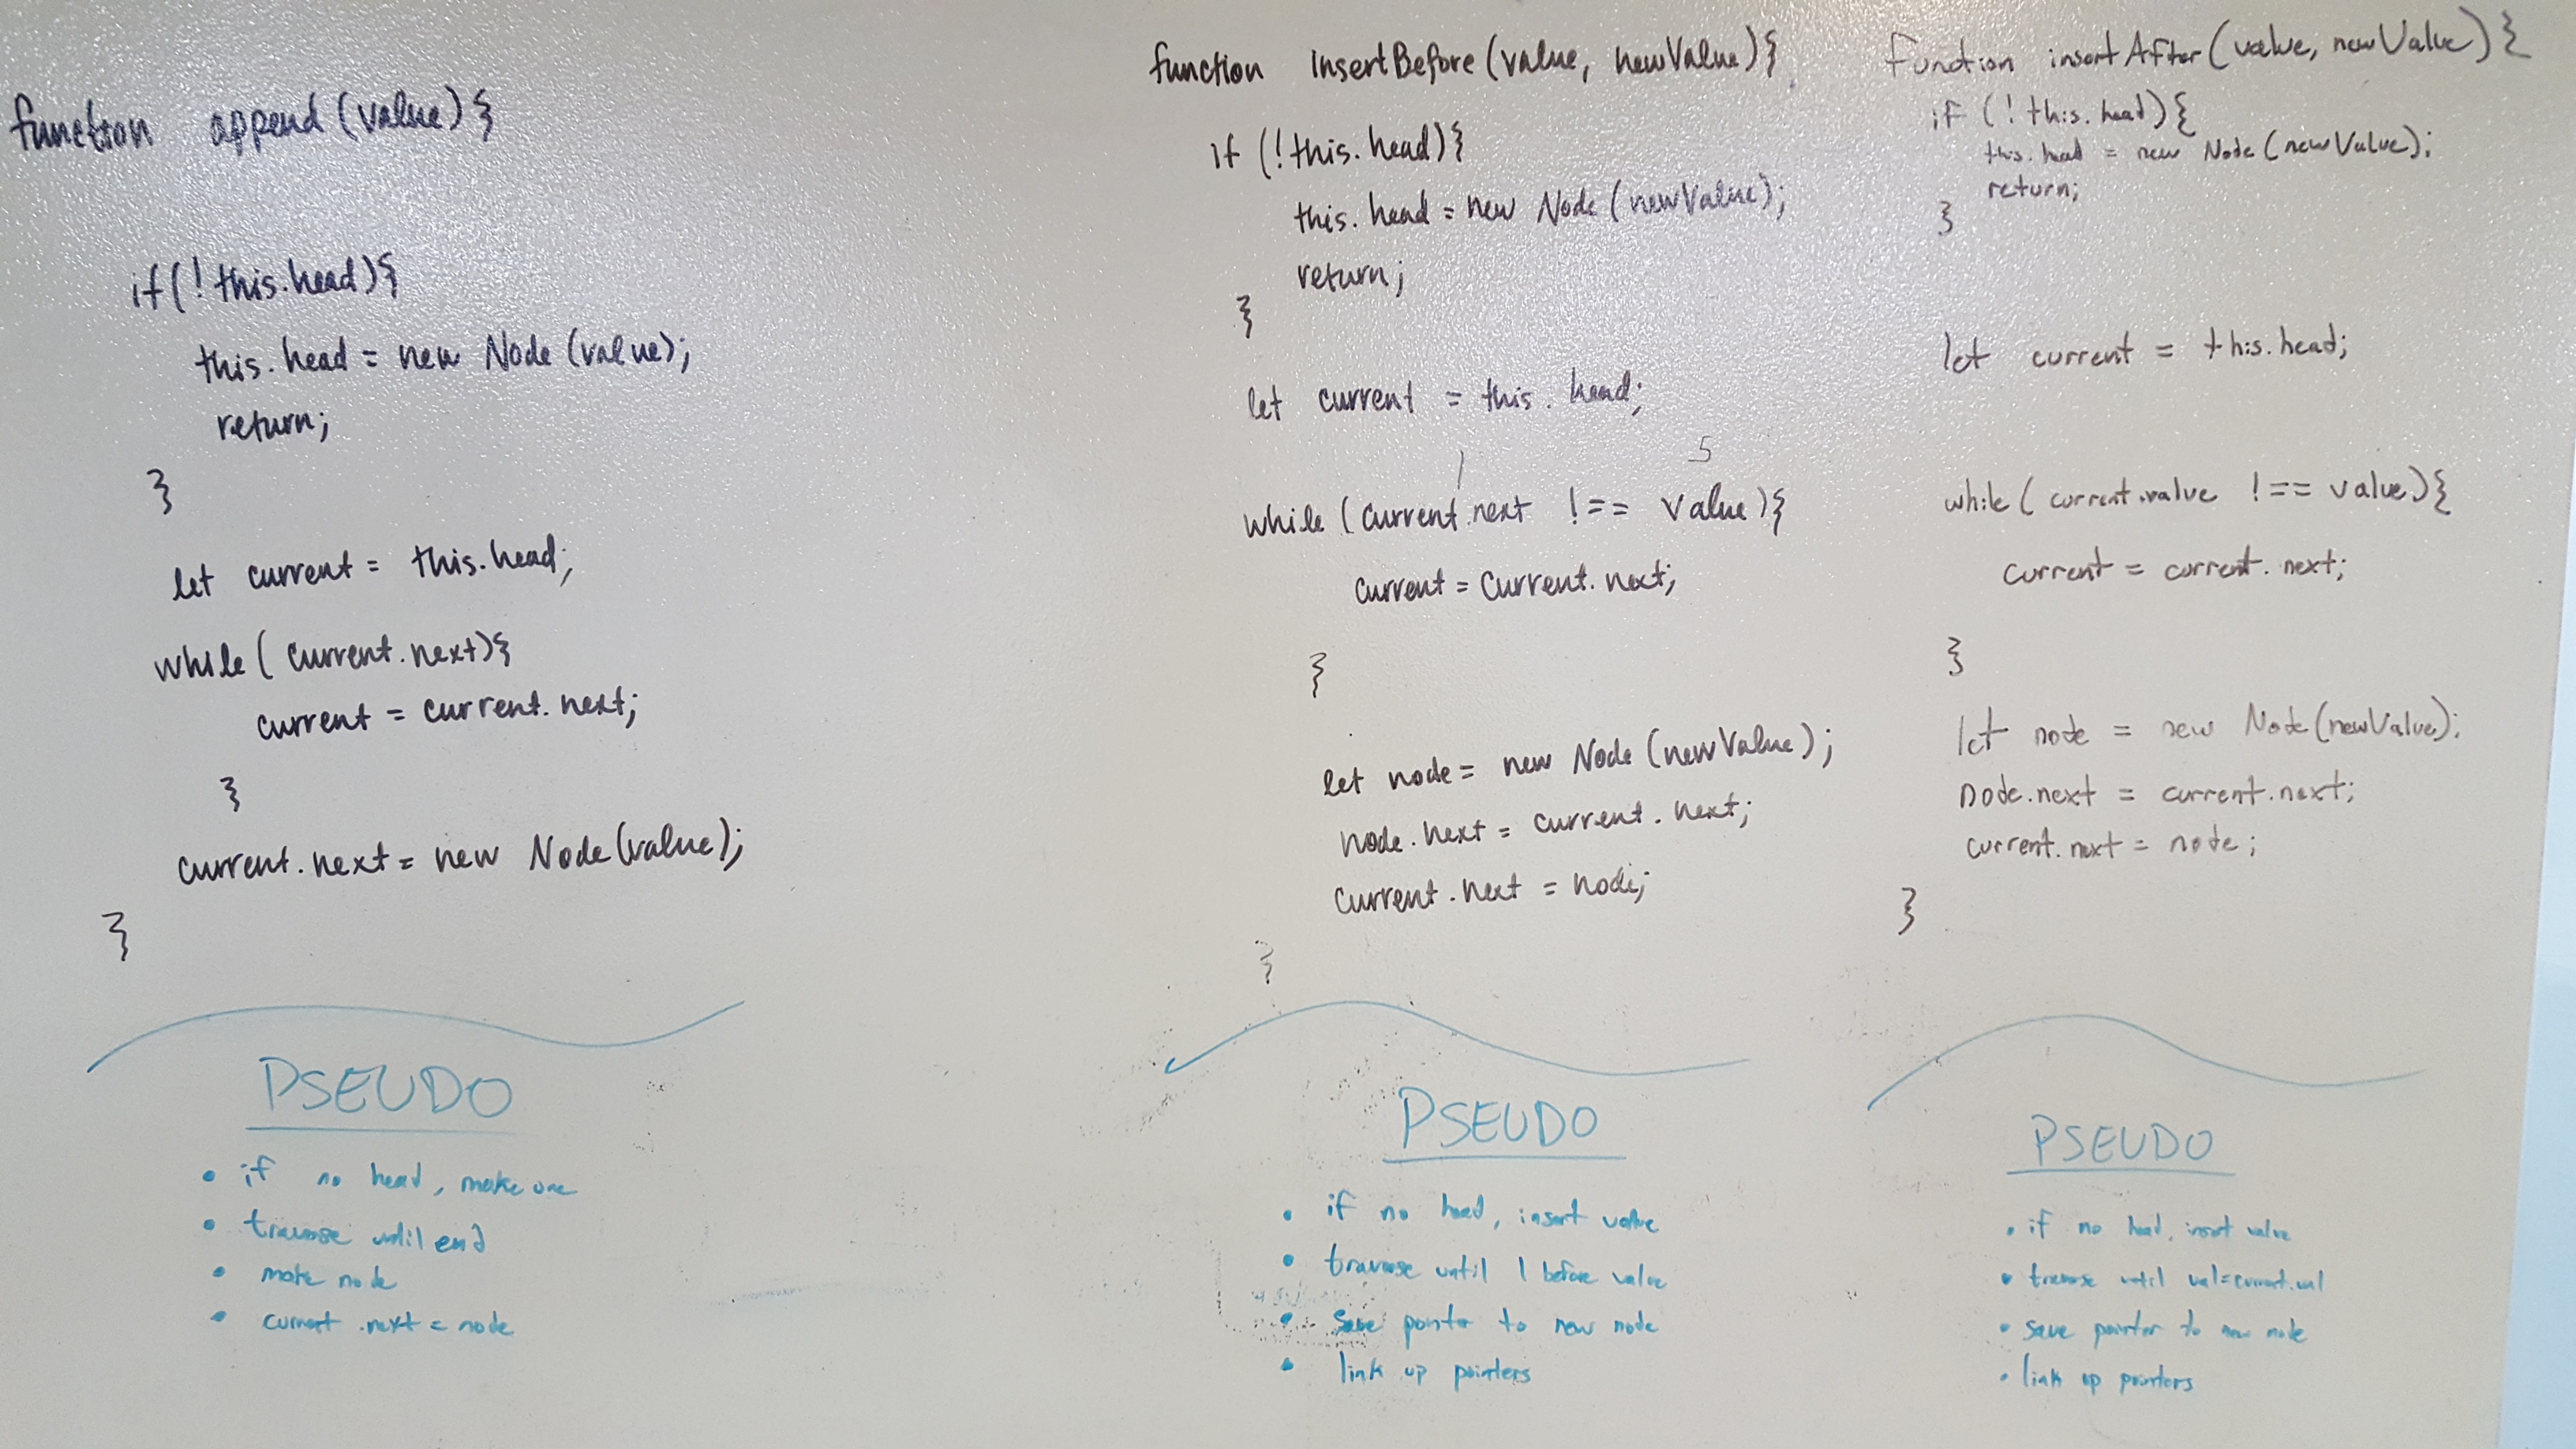 function append(value){
if(!this.head){
this.head = new Node(value);
return;
}
let current = this.head;
while(current.next){
current = current.next;
}
current.next = new Node(value);
}
PSEUDO
• if no head, make one
• traverse until end
• make node
• current.next = node
function insertBefore(value, newValue){
if (!this.head){
this.head = new Node(newValue);
return;
}
let current = this.head;
1 5
while (current.next !== value){
current = current.next;
}
let node = new Node(newValue);
node.next = current.next;
current.next = node;
}
PSEUDO
• if no head, insert value
• traverse until 1 before value
• save pointer to new node
• link up pointers
function insertAfter(value, newValue){
if (!this.head){
this.head = new Node(newValue);
return;
}
let current = this.head;
while(current.value !== value){
current = current.next;
}
let node = new Node(newValue);
node.next = current.next;
current.next = node;
}
PSEUDO
• if no head, insert value
• traverse until val=current.val
• save pointer to new node
• link up pointers